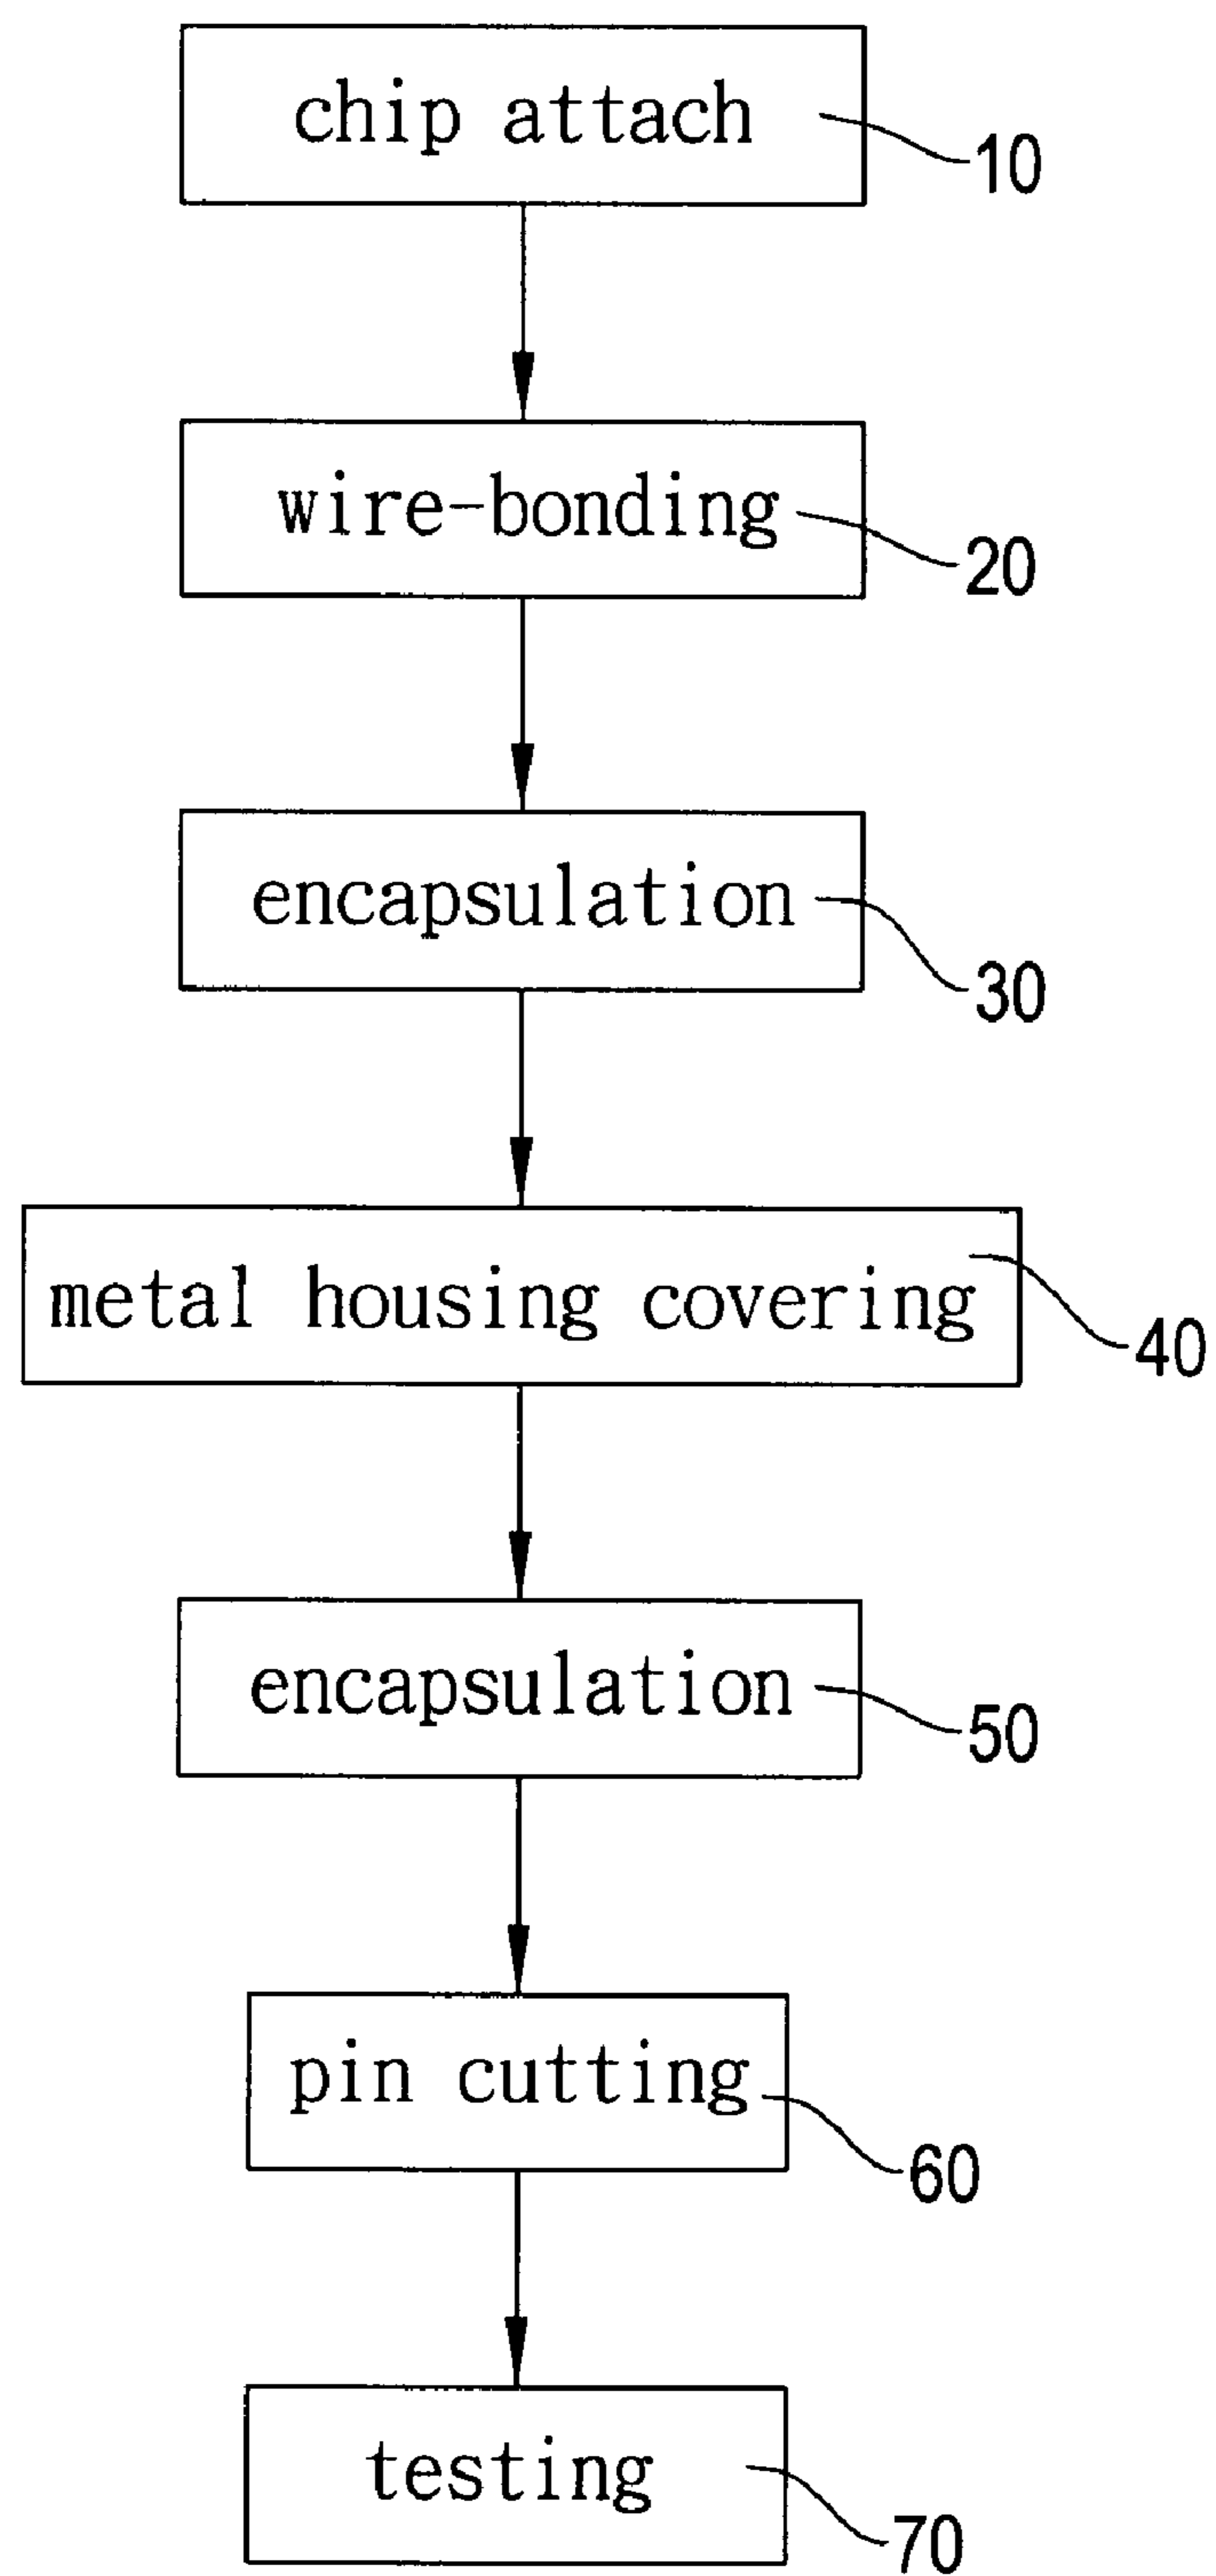 chip attach
10
wire-bonding
20
encapsulation
30
metal housing covering
40
encapsulation
50
pin cutting
60
testing
70